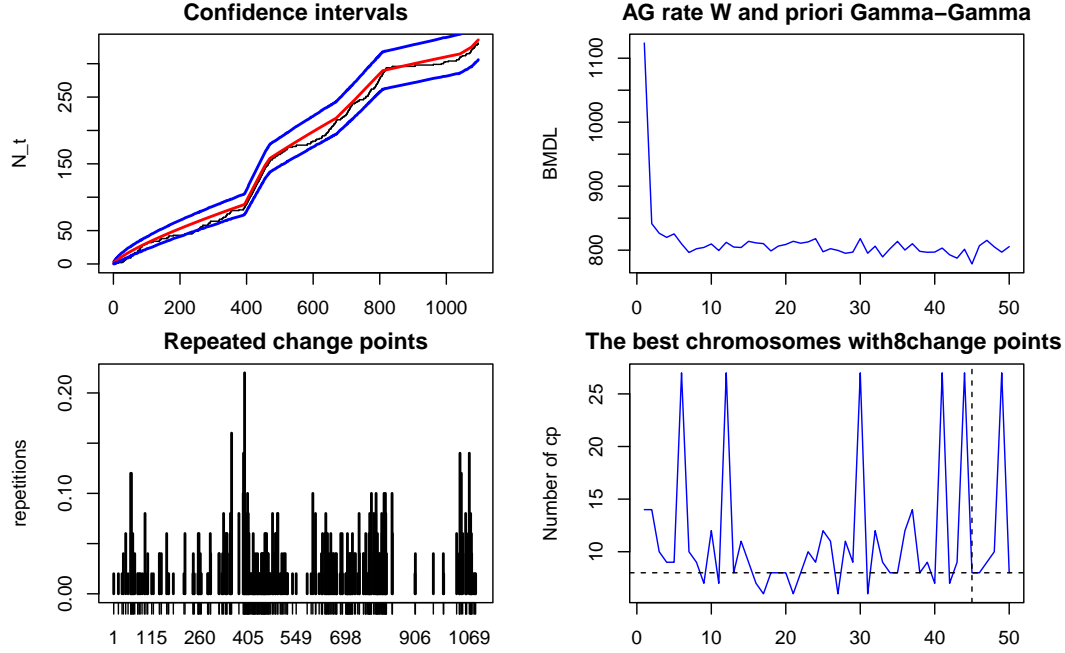 Confidence intervals
N_t
0 50 150 250
0 200 400 600 800 1000
AG rate W and priori Gamma−Gamma
BMDL
800 900 1000 1100
0 10 20 30 40 50
Repeated change points
repetitions
0.00 0.10 0.20
1 115 260 405 549 698 906 1069
The best chromosomes with8change points
Number of cp
10 15 20 25
0 10 20 30 40 50